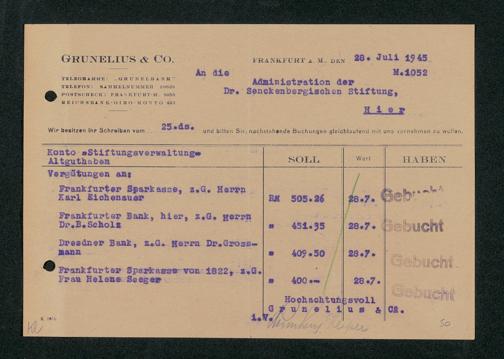 GRUNELIUS & CO.
FRANKFURT A. M. DEN 28. Juli 1945
M.1052
TELEGRAMME: „GRUNELBANK"
TELEFON: SAMMELNUMMER
POSTSCHECK: FRANKFURT-M.
REICHSBANK-GIRO-KONTO
An die
Administration der
Dr. Senckenbergischen Stiftung,
Hier
Wir besitzen Ihr Schreiben vom 25.ds. und bitten Sie, nachstehende Buchungen gleichlautend mit uns vornehmen zu wollen.
Konto »Stiftungsverwaltung« SOLL Wert HABEN
Altguthaben
Vergütungen an:
Frankfurter Sparkasse, z.G. Herrn
Karl Eichenauer RM 505.26 28.7. Gebucht
Frankfurter Bank, hier, z.G. Herrn
Dr.B.Scholz " 451.35 28.7. Gebucht
Dresdner Bank, z.G. Herrn Dr.Gross-
mann " 409.50 28.7. Gebucht
Frankfurter Sparkasse von 1822, z.G.
Frau Helene Seeger " 400.-- 28.7. Gebucht
Hochachtungsvoll
Grunelius & Co.
i.V.
50